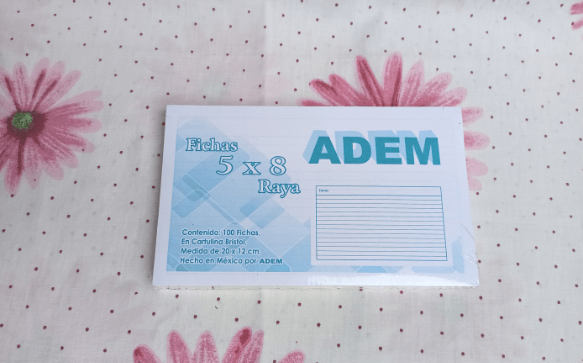 Fichas
5 x 8
Raya
ADEM
Contenido: 100 Fichas.
En Cartulina Bristol.
Medida de 20 x 12 cm.
Hecho en México por ADEM